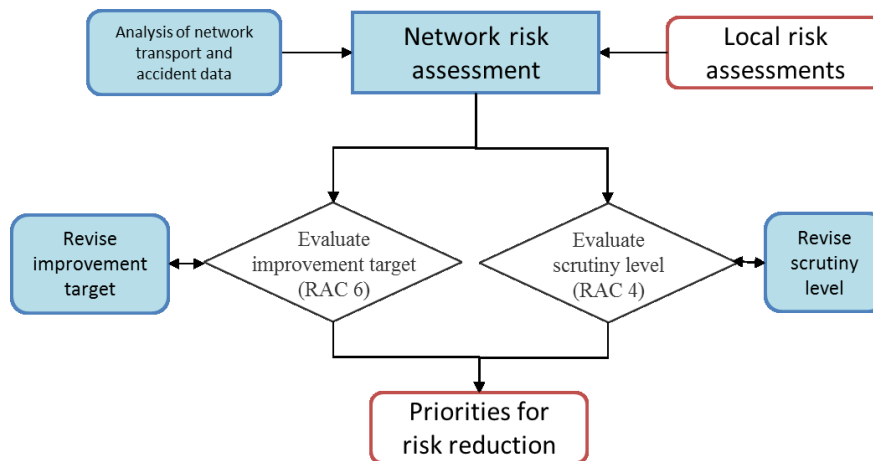 Analysis of network
transport and
accident data
Network risk
assessment
Local risk
assessments
Revise
improvement
target
Evaluate
improvement target
(RAC 6)
Evaluate
scrutiny level
(RAC 4)
Revise
scrutiny
level
Priorities for
risk reduction